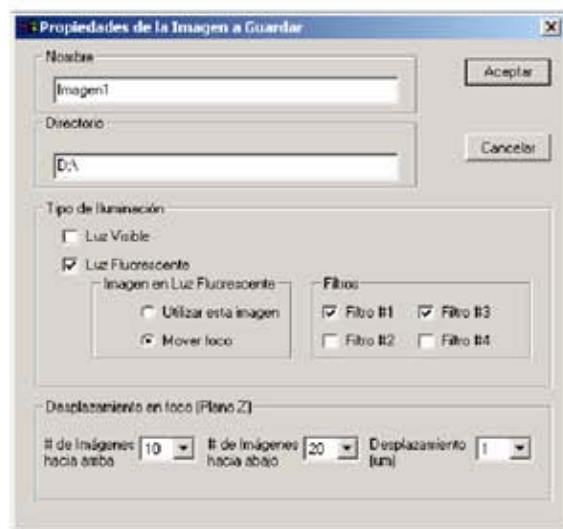 Propiedades de la Imagen a Guardar
Nombre
Imagen1
Aceptar
Directorio
D:\
Cancelar
Tipo de Iluminación
Luz Visible
Luz Fluorescente
Imagen en Luz Fluorescente
Utilizar esta imagen
Mover foco
Filtros
Filtro #1 Filtro #3
Filtro #2 Filtro #4
Desplazamiento en foco (Plano Z)
# de Imágenes hacia arriba 10
# de Imágenes hacia abajo 20
Desplazamiento (um) 1